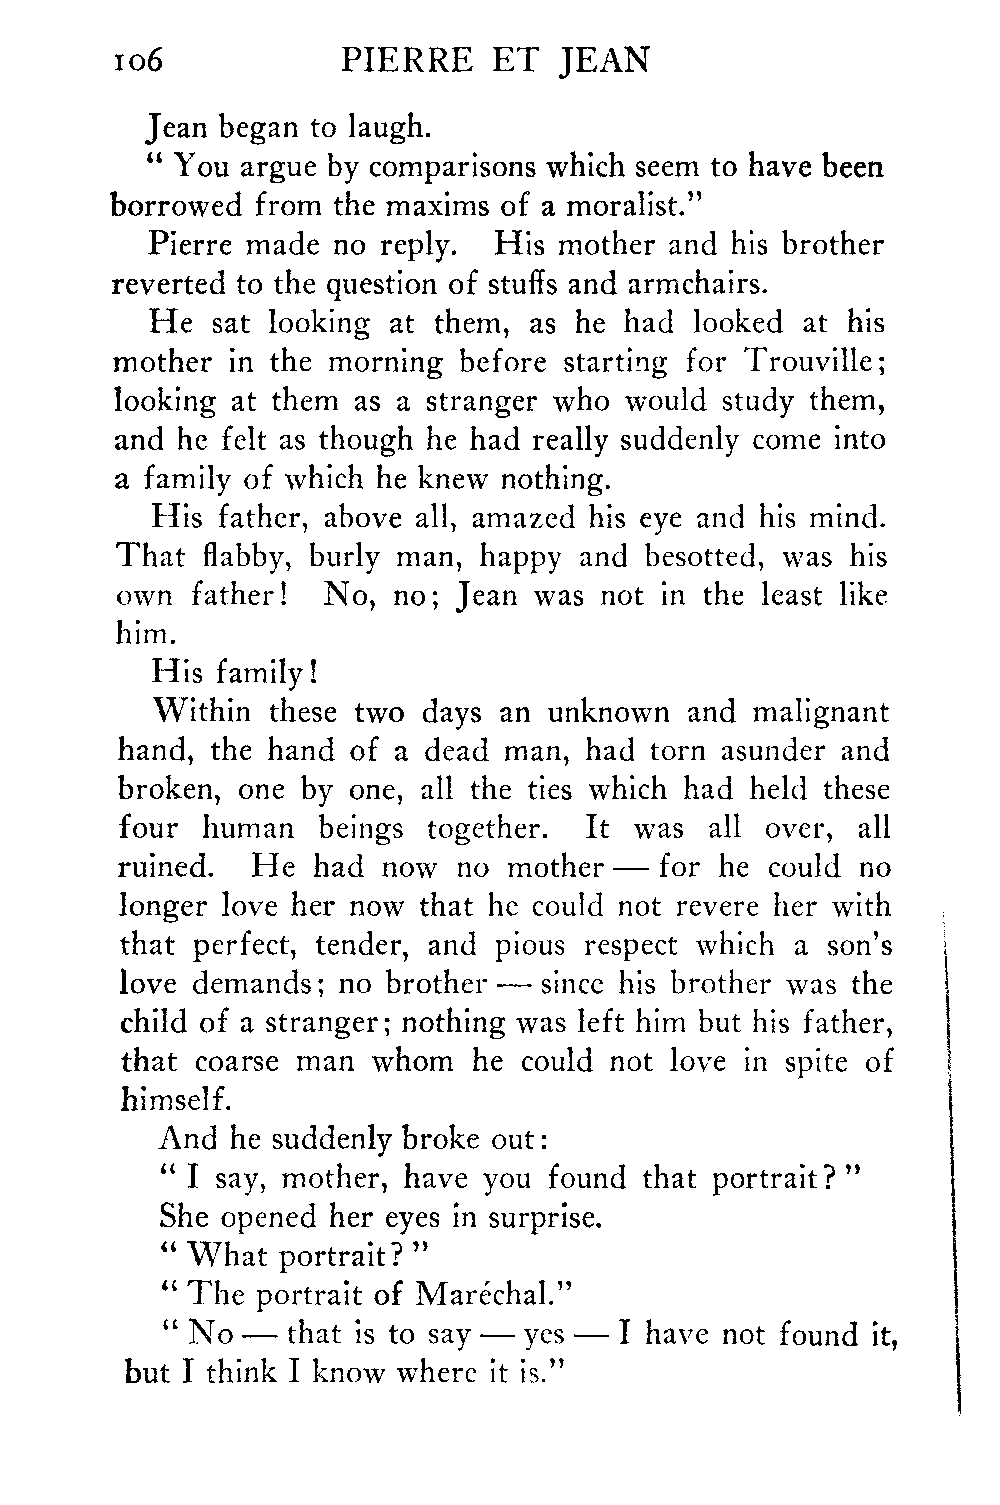 106 PIERRE ET JEAN
Jean began to laugh.
“ You argue by comparisons which seem to have been
borrowed from the maxims of a moralist.”
Pierre made no reply. His mother and his brother
reverted to the question of stuffs and armchairs.
He sat looking at them, as he had looked at his
mother in the morning before starting for Trouville;
looking at them as a stranger who would study them,
and he felt as though he had really suddenly come into
a family of which he knew nothing.
His father, above all, amazed his eye and his mind.
That flabby, burly man, happy and besotted, was his
own father! No, no; Jean was not in the least like
him.
His family!
Within these two days an unknown and malignant
hand, the hand of a dead man, had torn asunder and
broken, one by one, all the ties which had held these
four human beings together. It was all over, all
ruined. He had now no mother — for he could no
longer love her now that he could not revere her with
that perfect, tender, and pious respect which a son's
love demands; no brother — since his brother was the
child of a stranger; nothing was left him but his father,
that coarse man whom he could not love in spite of
himself.
And he suddenly broke out:
“ I say, mother, have you found that portrait? ”
She opened her eyes in surprise.
“ What portrait? ”
“ The portrait of Maréchal.”
“ No — that is to say — yes — I have not found it,
but I think I know where it is.”